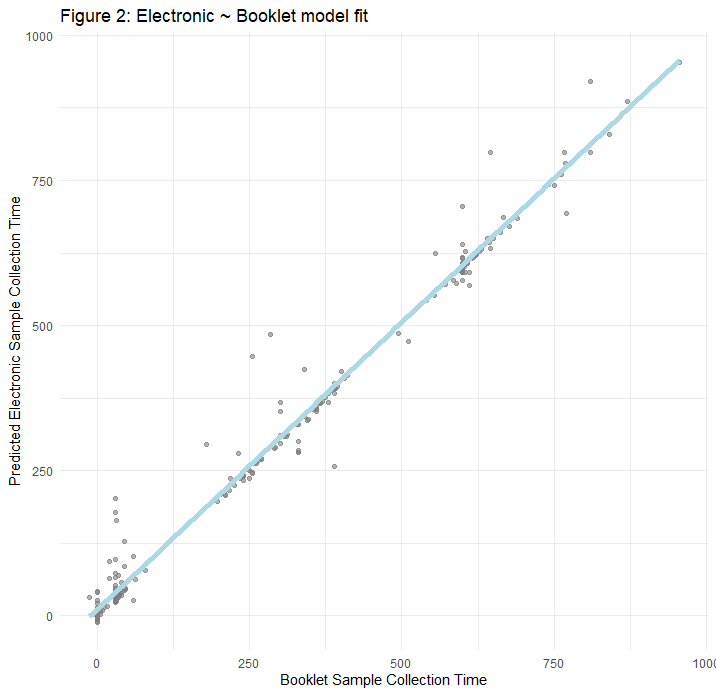 Figure 2: Electronic ~ Booklet model fit
Predicted Electronic Sample Collection Time
1000
750
500
250
0
0 250 500 750 1000
Booklet Sample Collection Time